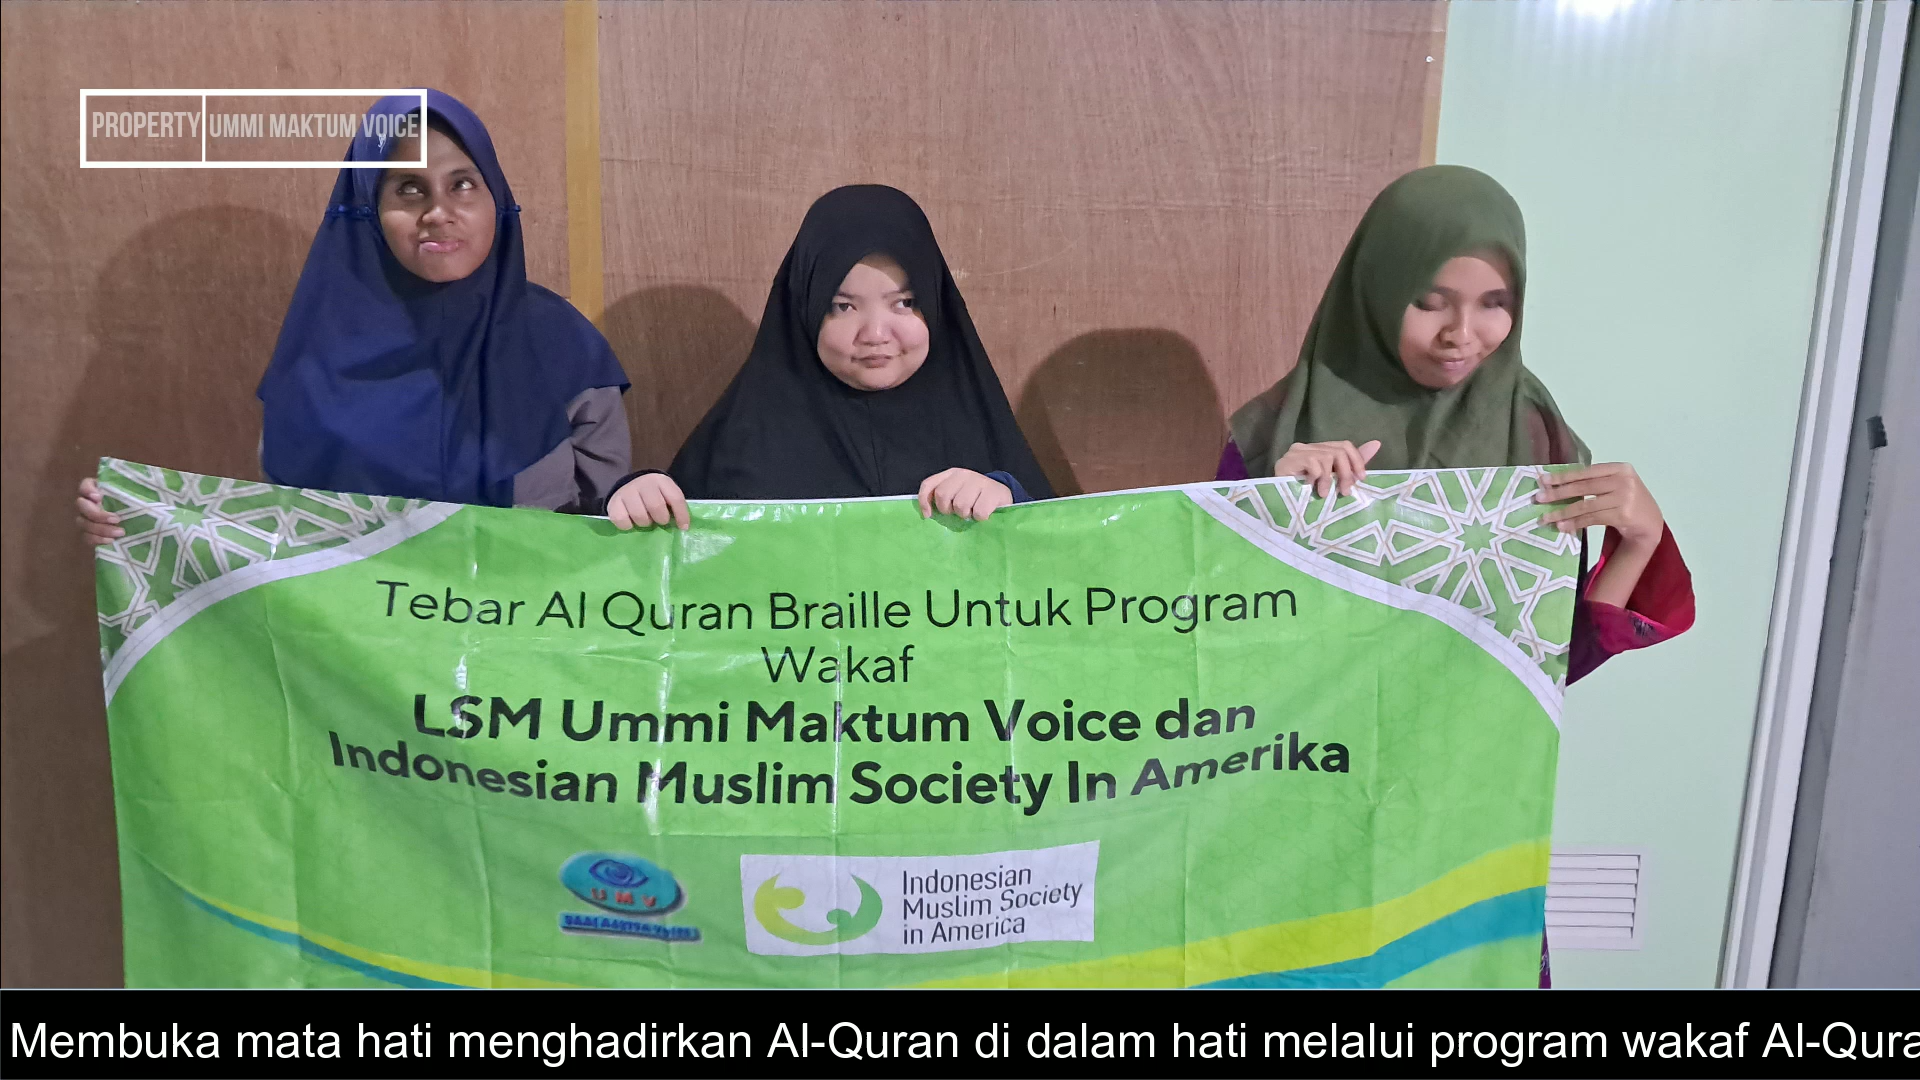 PROPERTY UMMI MAKTUM VOICE
Tebar Al Quran Braille Untuk Program
Wakaf
LSM Ummi Maktum Voice dan
Indonesian Muslim Society In Amerika
U M V
Indonesian
Muslim Society
in America
Membuka mata hati menghadirkan Al-Quran di dalam hati melalui program wakaf Al-Qura